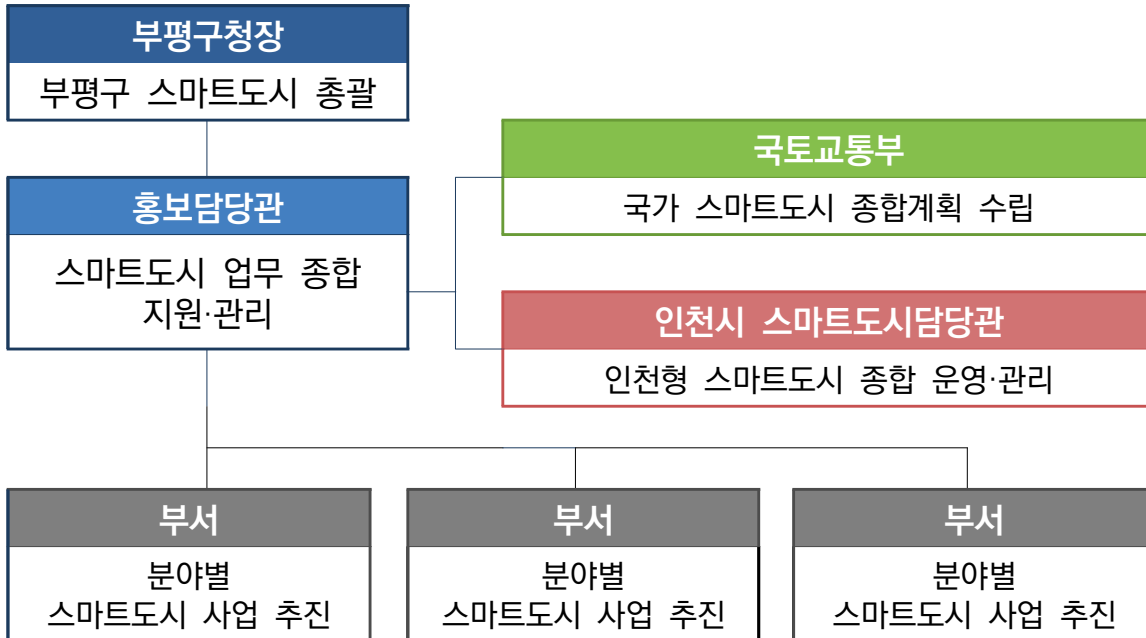 부평구청장
부평구 스마트도시 총괄
국토교통부
국가 스마트도시 종합계획 수립
홍보담당관
스마트도시 업무 종합
지원·관리
인천시 스마트도시담당관
인천형 스마트도시 종합 운영·관리
부서
분야별
스마트도시 사업 추진
부서
분야별
스마트도시 사업 추진
부서
분야별
스마트도시 사업 추진